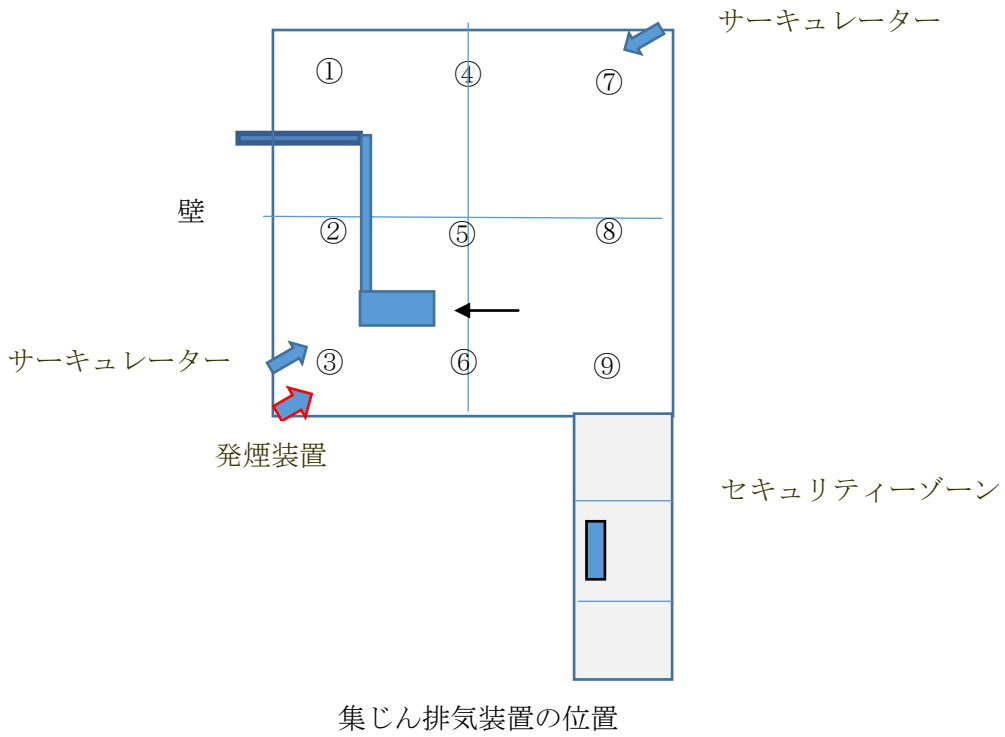 サーキュレーター
① ④ ⑦
壁
② ⑤ ⑧
サーキュレーター
③ ⑥ ⑨
発煙装置
セキュリティーゾーン
集じん排気装置の位置